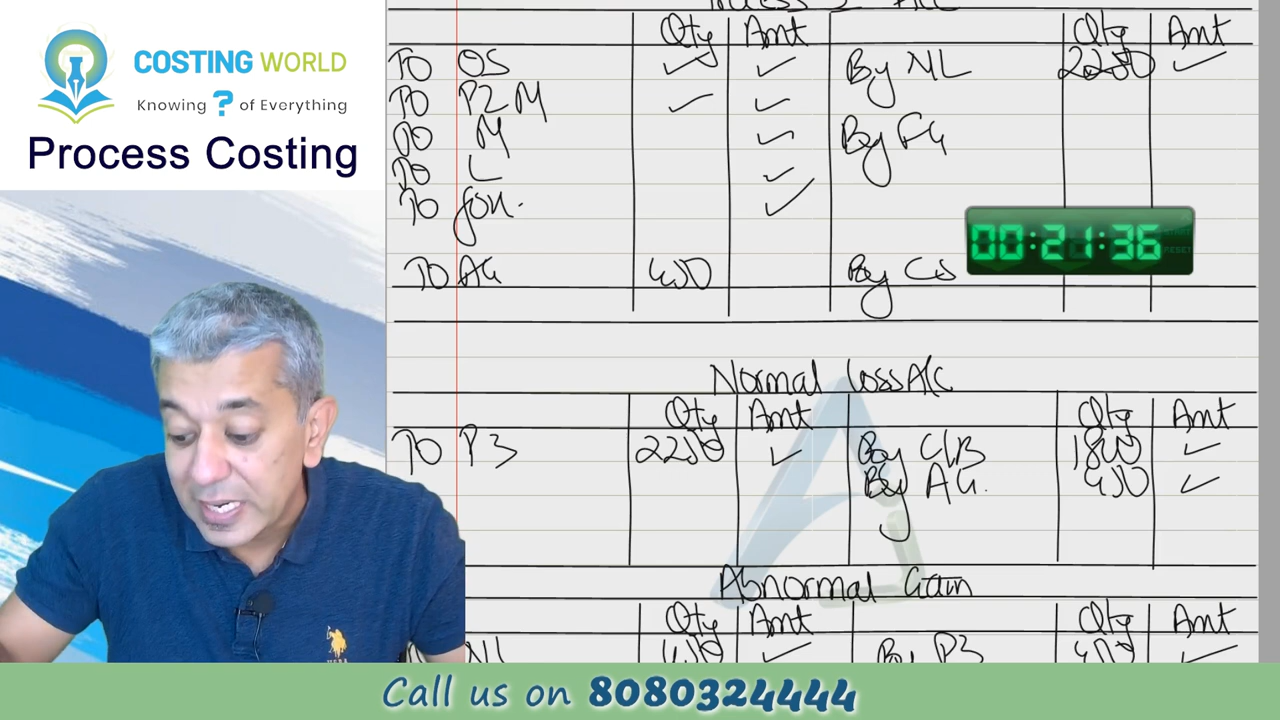 COSTING WORLD
Knowing ? of Everything
Process Costing
Qty Amt Qty Amt
To OS By NL 2250
To P2 M
To M By FG
To L
To
To AG 450 By CS
00:21:36
RESET
Normal Loss A/C
Qty Amt Qty Amt
To P3 2250 By C/B 1800
By AG. 450
By
Abnormal Gain
Qty Amt Qty Amt
NL 450 By P3 450
Call us on 8080324444